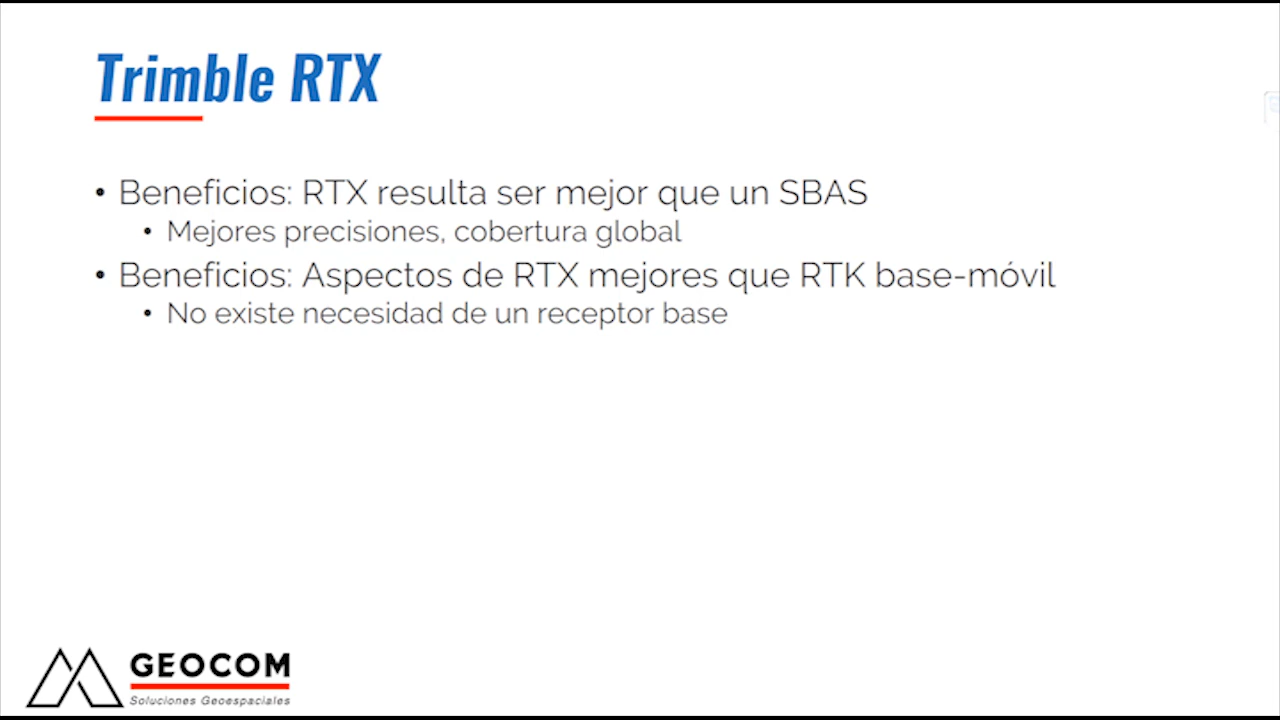 Trimble RTX
• Beneficios: RTX resulta ser mejor que un SBAS
• Mejores precisiones, cobertura global
• Beneficios: Aspectos de RTX mejores que RTK base-móvil
• No existe necesidad de un receptor base
GEOCOM
Soluciones Geoespaciales